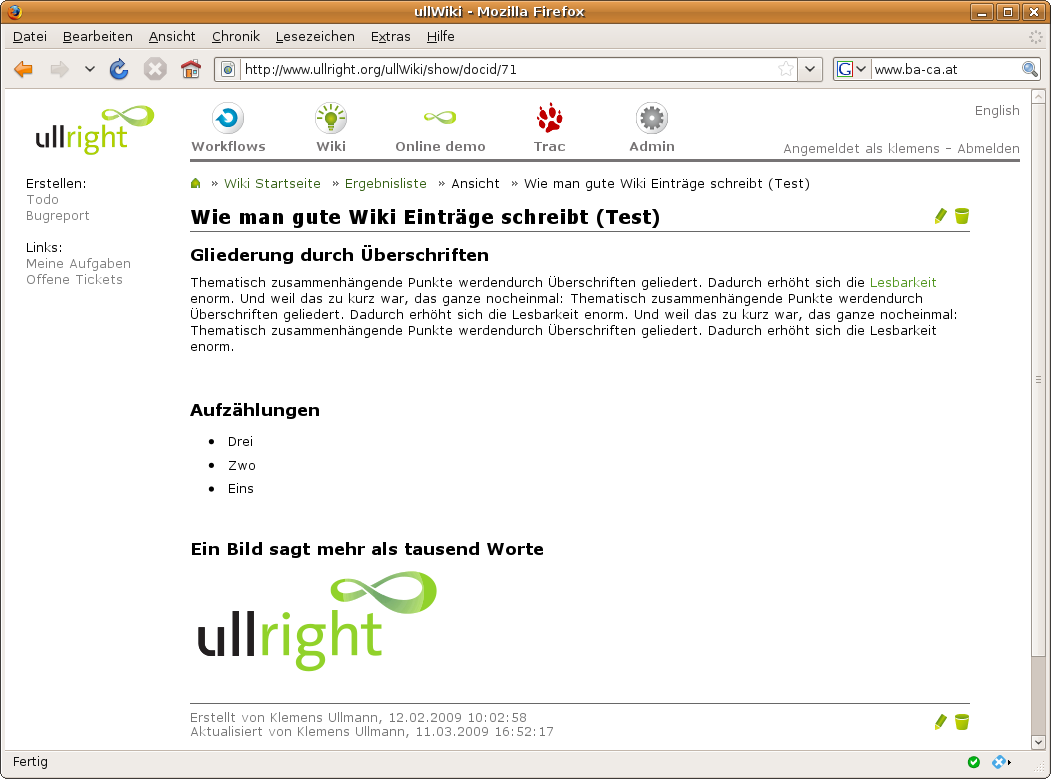 ullWiki - Mozilla Firefox
Datei Bearbeiten Ansicht Chronik Lesezeichen Extras Hilfe
http://www.ullright.org/ullWiki/show/docid/71
G www.ba-ca.at
ullright
Workflows Wiki Online demo Trac Admin
English
Angemeldet als klemens - Abmelden
Erstellen:
Todo
Bugreport
Links:
Meine Aufgaben
Offene Tickets
» Wiki Startseite » Ergebnisliste » Ansicht » Wie man gute Wiki Einträge schreibt (Test)
Wie man gute Wiki Einträge schreibt (Test)
Gliederung durch Überschriften
Thematisch zusammenhängende Punkte werdendurch Überschriften geliedert. Dadurch erhöht sich die Lesbarkeit
enorm. Und weil das zu kurz war, das ganze nocheinmal: Thematisch zusammenhängende Punkte werdendurch
Überschriften geliedert. Dadurch erhöht sich die Lesbarkeit enorm. Und weil das zu kurz war, das ganze nocheinmal:
Thematisch zusammenhängende Punkte werdendurch Überschriften geliedert. Dadurch erhöht sich die Lesbarkeit
enorm.
Aufzählungen
• Drei
• Zwo
• Eins
Ein Bild sagt mehr als tausend Worte
ullright
Erstellt von Klemens Ullmann, 12.02.2009 10:02:58
Aktualisiert von Klemens Ullmann, 11.03.2009 16:52:17
Fertig